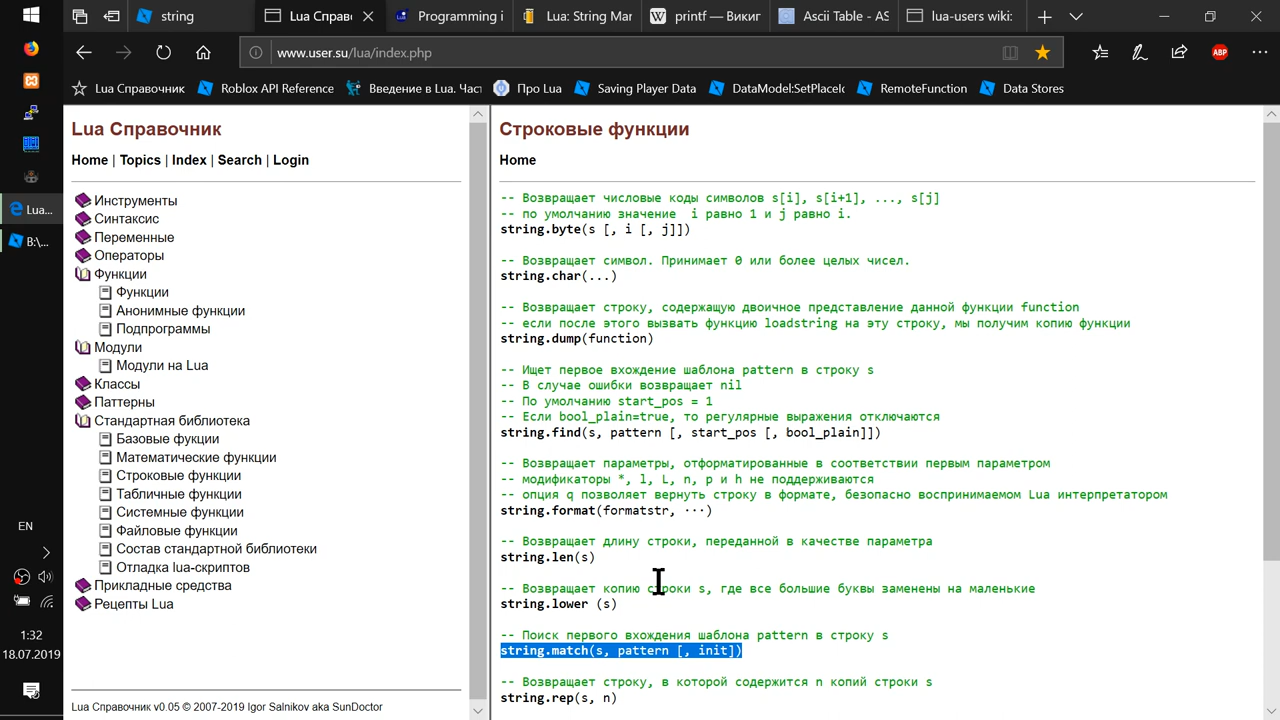 string
Lua Справо
Programming i
Lua: String Mar
printf — Викиг
Ascii Table - AS
lua-users wiki:
www.user.su/lua/index.php
ABP
Lua Справочник
Roblox API Reference
Введение в Lua. Част
Про Lua
Saving Player Data
DataModel:SetPlaceId
RemoteFunction
Data Stores
Lua Справочник
Home | Topics | Index | Search | Login
Инструменты
Синтаксис
Переменные
Операторы
Функции
Функции
Анонимные функции
Подпрограммы
Модули
Модули на Lua
Классы
Паттерны
Стандартная библиотека
Базовые фукции
Математические функции
Строковые функции
Табличные функции
Системные функции
Файловые функции
Состав стандартной библиотеки
Отладка lua-скриптов
Прикладные средства
Рецепты Lua
Lua Справочник v0.05 © 2007-2019 Igor Salnikov aka SunDoctor
Строковые функции
Home
-- Возвращает числовые коды символов s[i], s[i+1], ..., s[j]
-- по умолчанию значение  i равно 1 и j равно i.
string.byte(s [, i [, j]])
-- Возвращает символ. Принимает 0 или более целых чисел.
string.char(...)
-- Возвращает строку, содержащую двоичное представление данной функции function
-- если после этого вызвать функцию loadstring на эту строку, мы получим копию функции
string.dump(function)
-- Ищет первое вхождение шаблона pattern в строку s
-- В случае ошибки возвращает nil
-- По умолчанию start_pos = 1
-- Если bool_plain=true, то регулярные выражения отключаются
string.find(s, pattern [, start_pos [, bool_plain]])
-- Возвращает параметры, отформатированные в соответствии первым параметром
-- модификаторы *, l, L, n, p и h не поддерживаются
-- опция q позволяет вернуть строку в формате, безопасно воспринимаемом Lua интерпретатором
string.format(formatstr, ···)
-- Возвращает длину строки, переданной в качестве параметра
string.len(s)
-- Возвращает копию строки s, где все большие буквы заменены на маленькие
string.lower (s)
-- Поиск первого вхождения шаблона pattern в строку s
string.match(s, pattern [, init])
-- Возвращает строку, в которой содержится n копий строки s
string.rep(s, n)
Lua...
B:\...
EN
1:32
18.07.2019